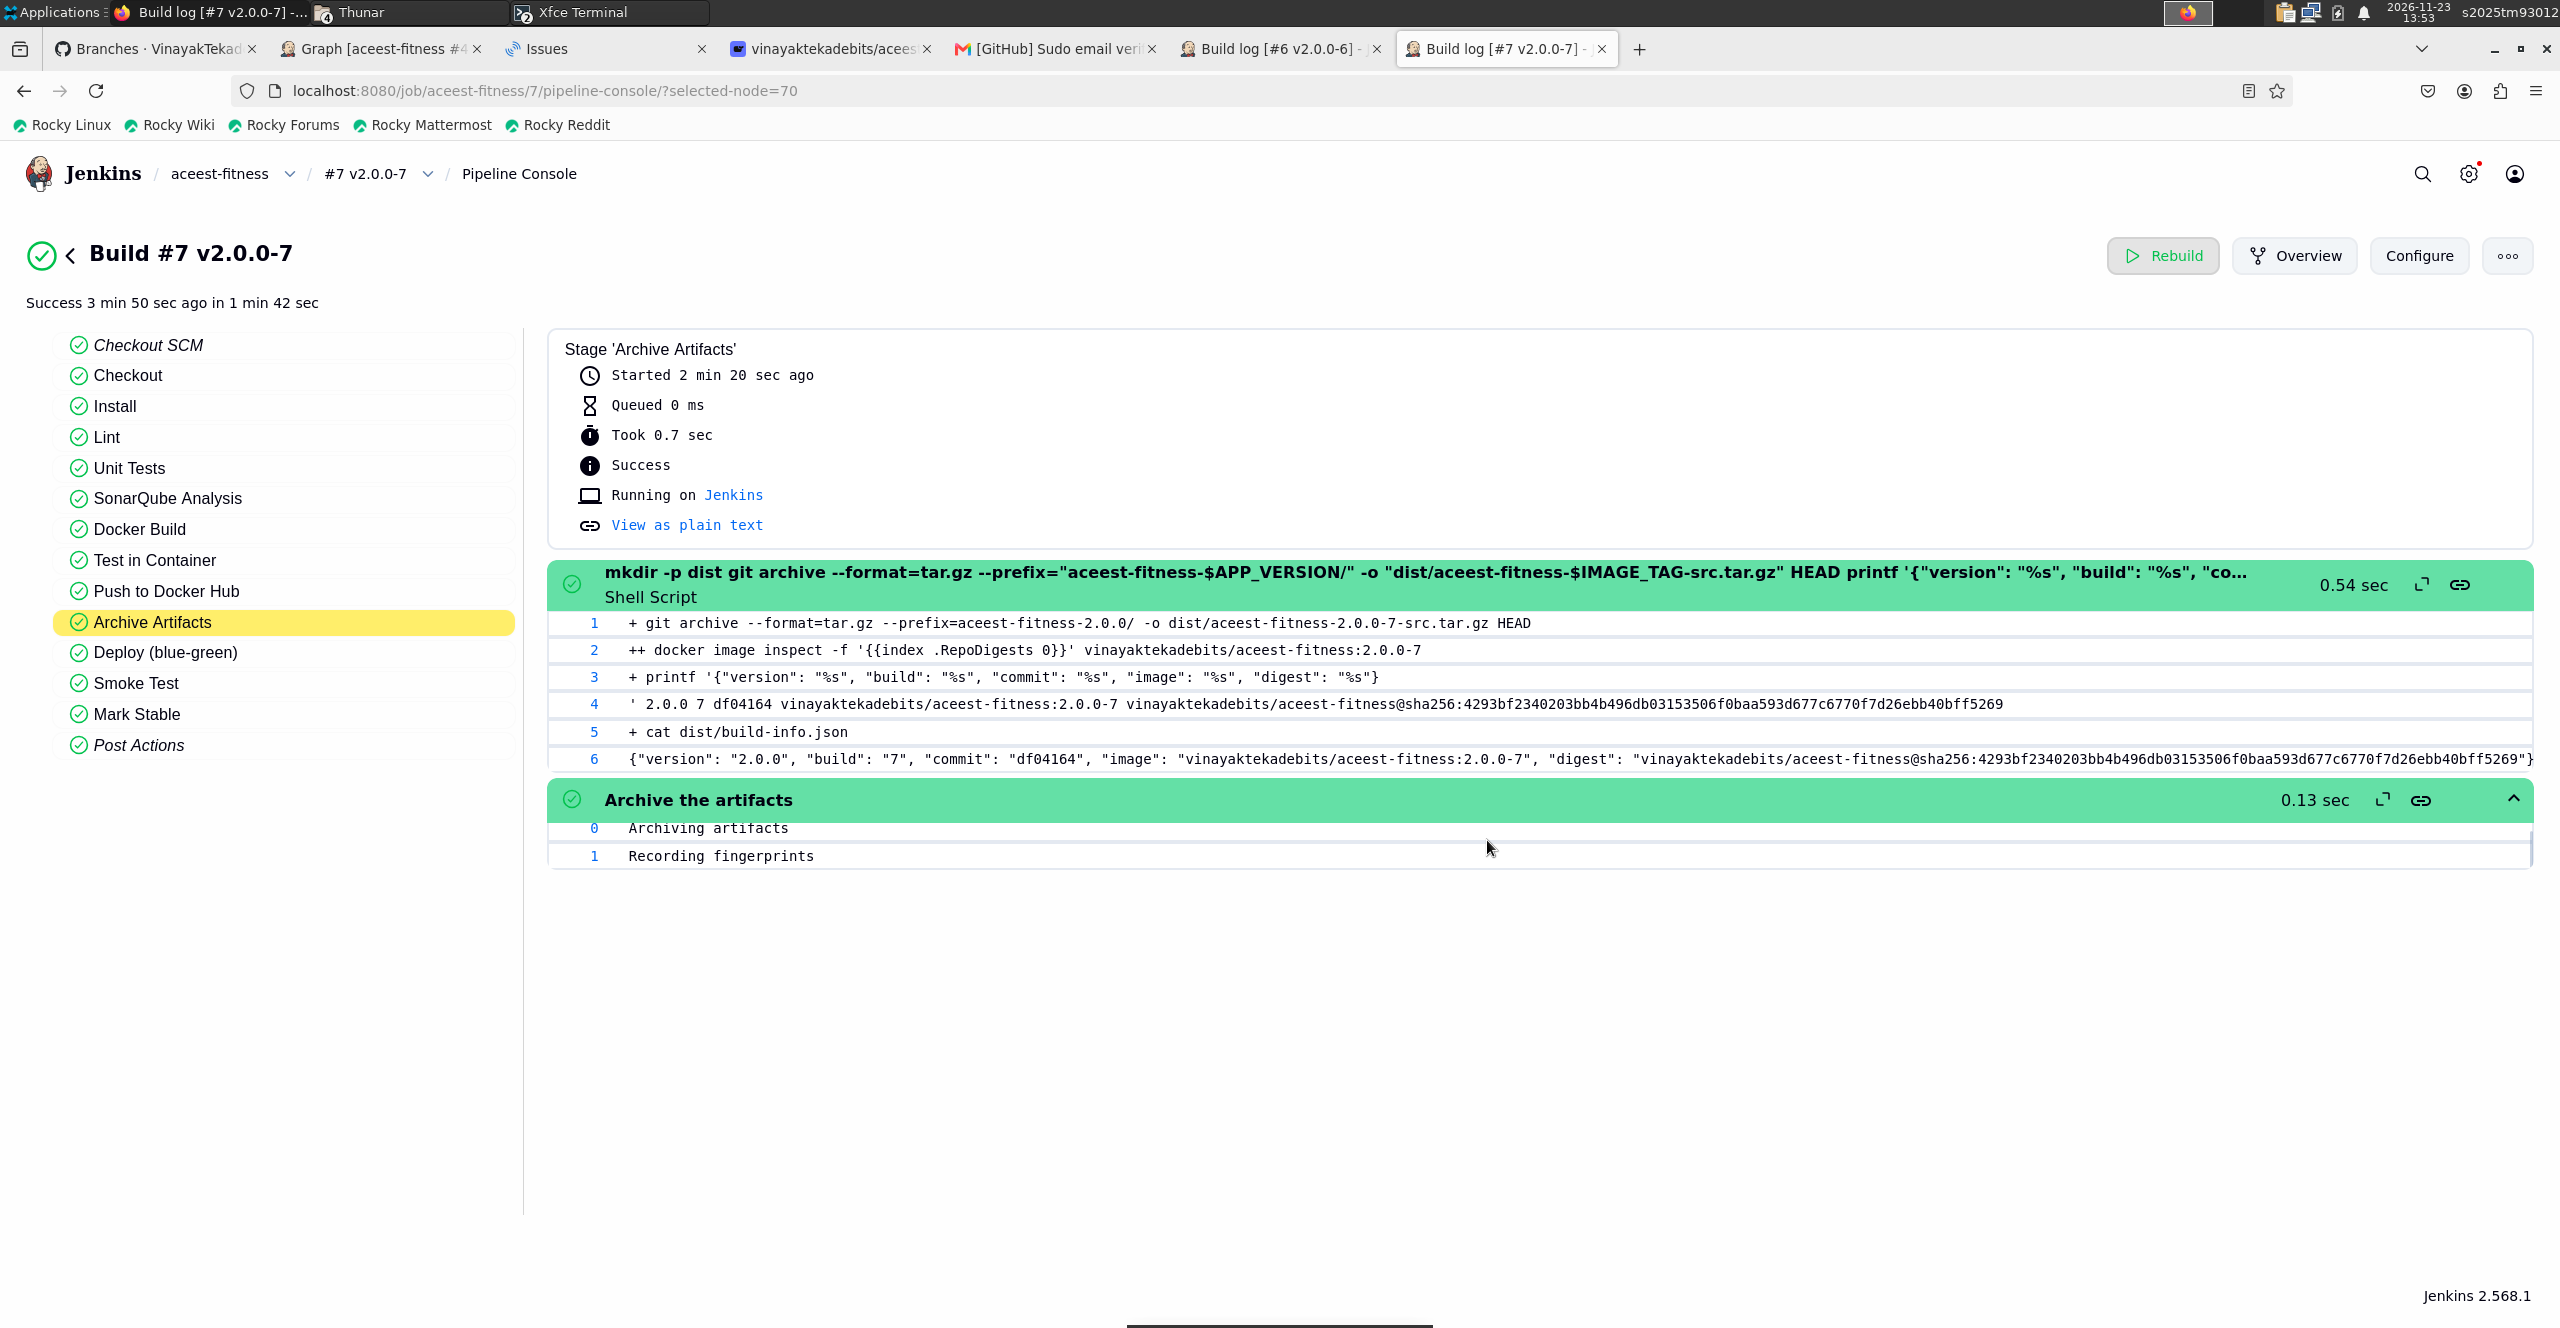 Applications
Build log [#7 v2.0.0-7] -...
4
Thunar
2
Xfce Terminal
2026-11-23
13:53
s2025tm93012
Branches · VinayakTekad
Graph [aceest-fitness #4
Issues
vinayaktekadebits/acees
[GitHub] Sudo email veri
Build log [#6 v2.0.0-6] -
Build log [#7 v2.0.0-7] -
localhost:8080/job/aceest-fitness/7/pipeline-console/?selected-node=70
Rocky Linux
Rocky Wiki
Rocky Forums
Rocky Mattermost
Rocky Reddit
Jenkins / aceest-fitness / #7 v2.0.0-7 / Pipeline Console
Build #7 v2.0.0-7
Rebuild
Overview
Configure
Success 3 min 50 sec ago in 1 min 42 sec
Checkout SCM
Checkout
Install
Lint
Unit Tests
SonarQube Analysis
Docker Build
Test in Container
Push to Docker Hub
Archive Artifacts
Deploy (blue-green)
Smoke Test
Mark Stable
Post Actions
Stage 'Archive Artifacts'
Started 2 min 20 sec ago
Queued 0 ms
Took 0.7 sec
Success
Running on Jenkins
View as plain text
mkdir -p dist git archive --format=tar.gz --prefix="aceest-fitness-$APP_VERSION/" -o "dist/aceest-fitness-$IMAGE_TAG-src.tar.gz" HEAD printf '{"version": "%s", "build": "%s", "co...
Shell Script
0.54 sec
1 + git archive --format=tar.gz --prefix=aceest-fitness-2.0.0/ -o dist/aceest-fitness-2.0.0-7-src.tar.gz HEAD
2 ++ docker image inspect -f '{{index .RepoDigests 0}}' vinayaktekadebits/aceest-fitness:2.0.0-7
3 + printf '{"version": "%s", "build": "%s", "commit": "%s", "image": "%s", "digest": "%s"}
4 ' 2.0.0 7 df04164 vinayaktekadebits/aceest-fitness:2.0.0-7 vinayaktekadebits/aceest-fitness@sha256:4293bf2340203bb4b496db03153506f0baa593d677c6770f7d26ebb40bff5269
5 + cat dist/build-info.json
6 {"version": "2.0.0", "build": "7", "commit": "df04164", "image": "vinayaktekadebits/aceest-fitness:2.0.0-7", "digest": "vinayaktekadebits/aceest-fitness@sha256:4293bf2340203bb4b496db03153506f0baa593d677c6770f7d26ebb40bff5269"}
Archive the artifacts
0.13 sec
0 Archiving artifacts
1 Recording fingerprints
Jenkins 2.568.1